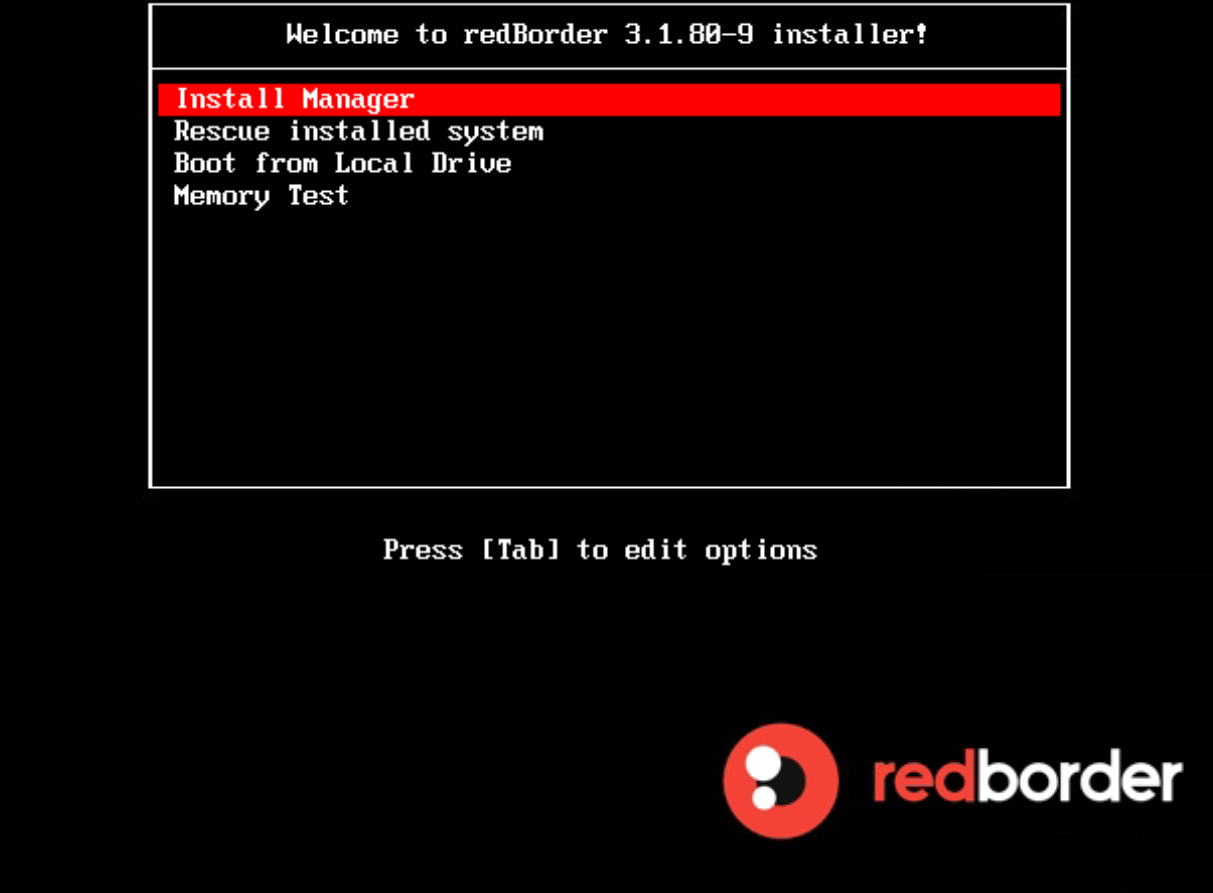 Welcome to redBorder 3.1.80-9 installer!
Install Manager
Rescue installed system
Boot from Local Drive
Memory Test
Press [Tab] to edit options
redborder